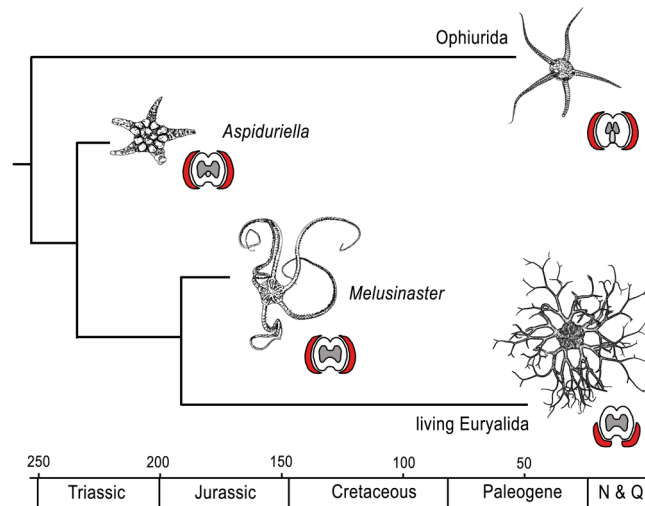 Ophiurida
Aspiduriella
Melusinaster
living Euryalida
250 200 150 100 50
Triassic Jurassic Cretaceous Paleogene N & Q